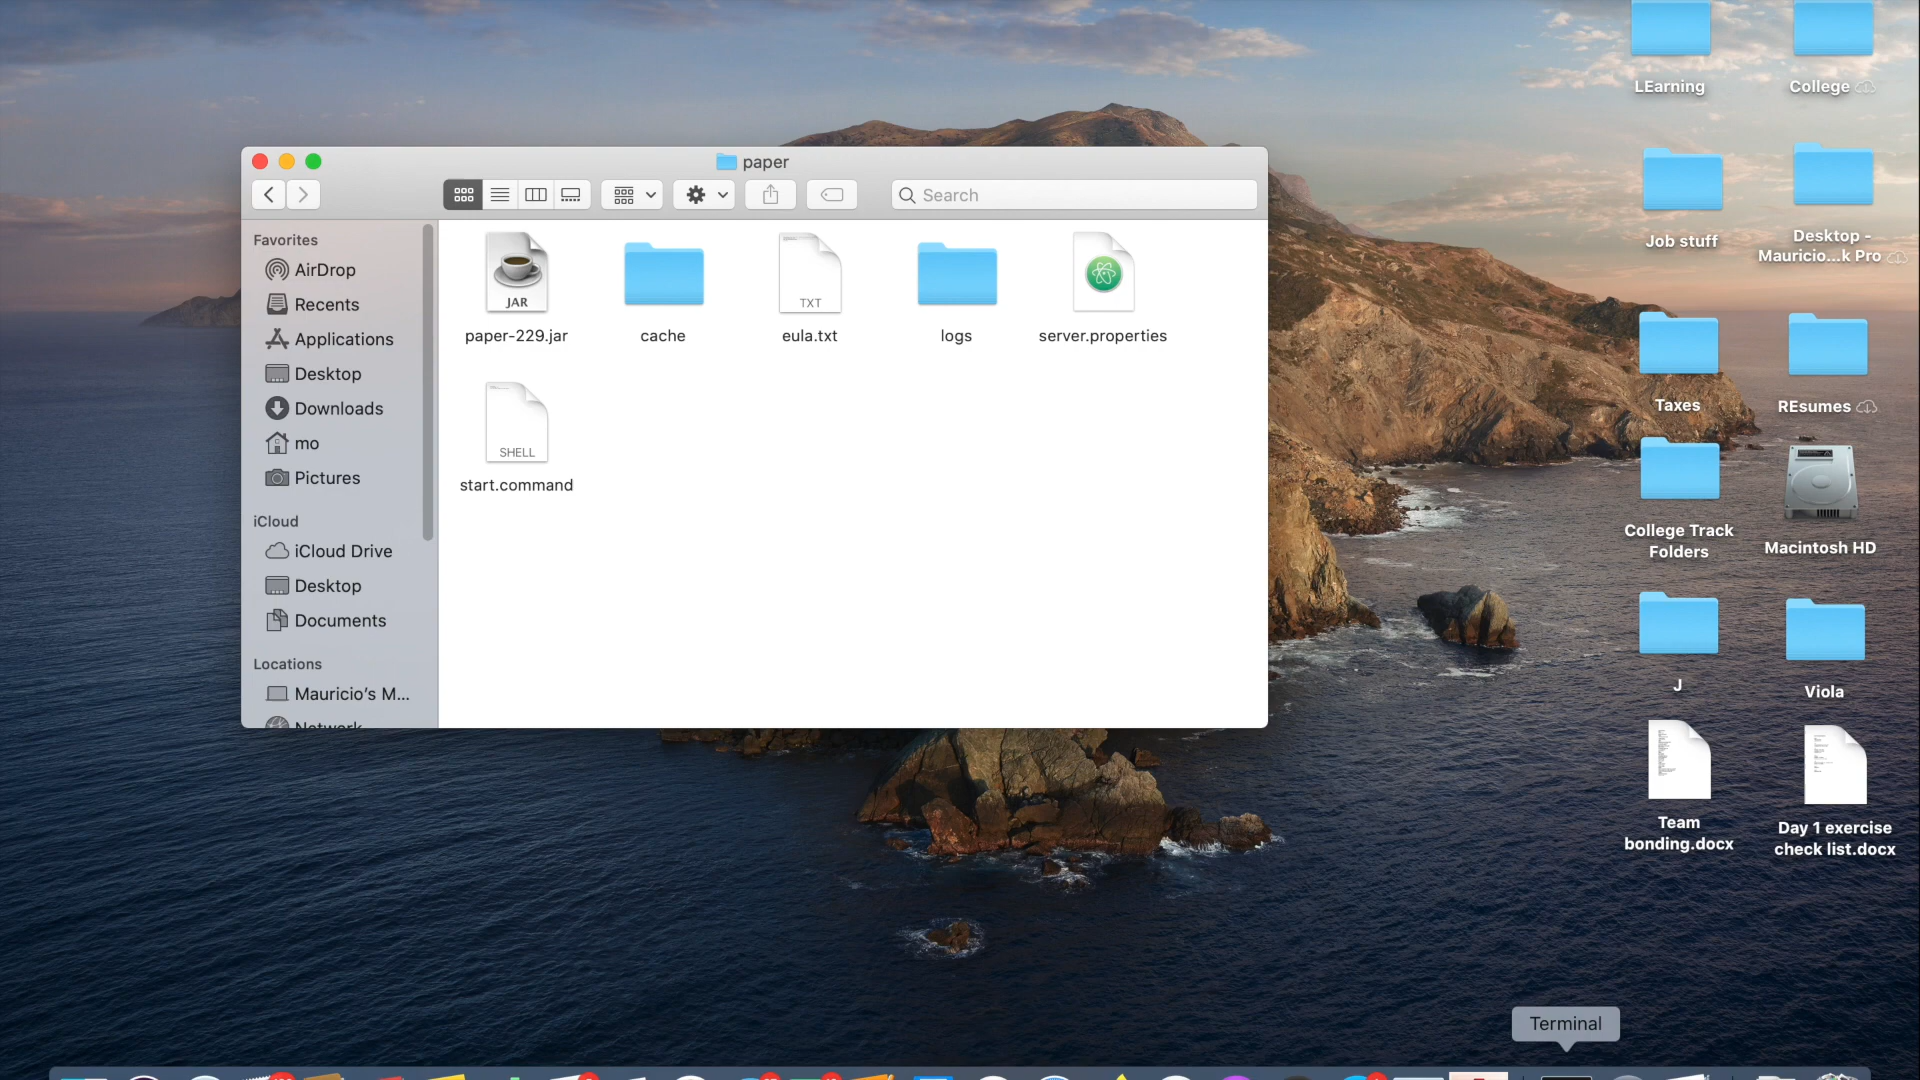 paper
Search
Favorites
AirDrop
Recents
Applications
Desktop
Downloads
mo
Pictures
iCloud
iCloud Drive
Desktop
Documents
Locations
Mauricio's M...
Network
JAR
paper-229.jar
cache
TXT
eula.txt
logs
server.properties
SHELL
start.command
LEarning
College
Job stuff
Desktop -
Mauricio...k Pro
Taxes
REsumes
College Track
Folders
Macintosh HD
J
Viola
Team
bonding.docx
Day 1 exercise
check list.docx
Terminal